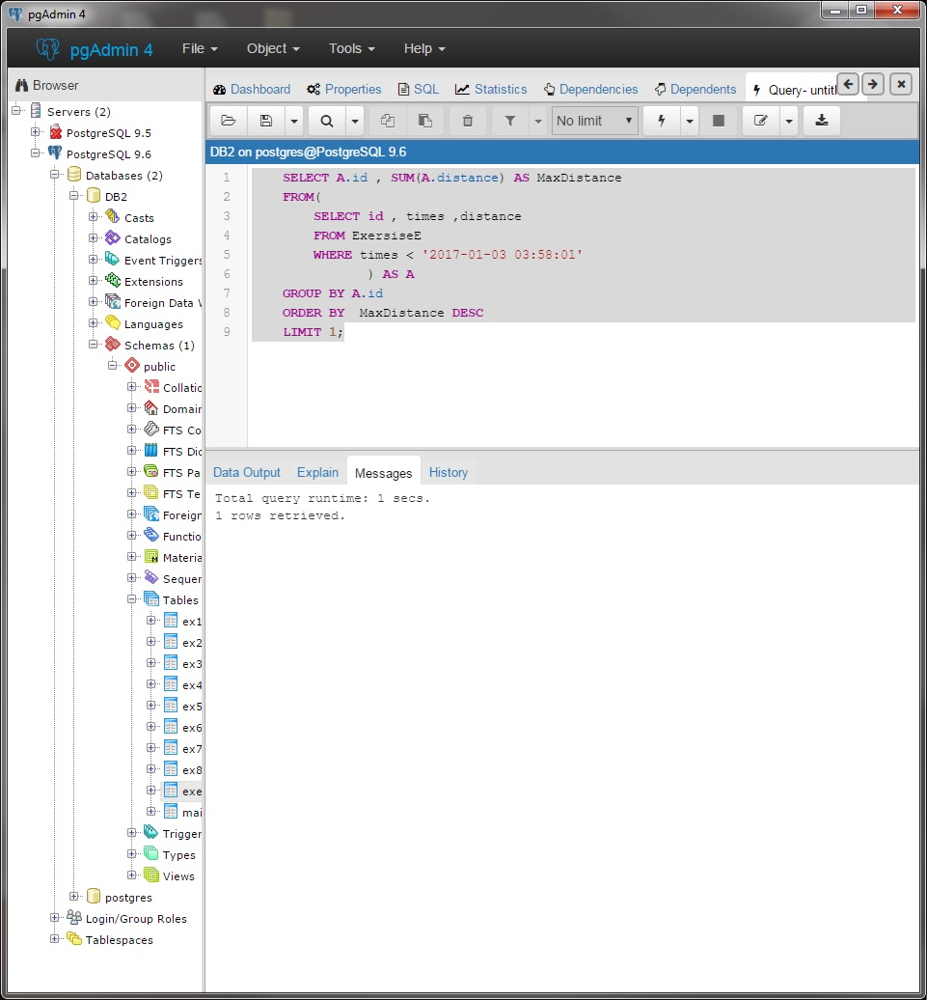 pgAdmin 4
pgAdmin 4 File Object Tools Help
Browser
Servers (2)
PostgreSQL 9.5
PostgreSQL 9.6
Databases (2)
DB2
Casts
Catalogs
Event Triggers
Extensions
Foreign Data W
Languages
Schemas (1)
public
Collatio
Domair
FTS Co
FTS Dic
FTS Pa
FTS Te
Foreign
Functio
Materia
Sequer
Tables
ex1
ex2
ex3
ex4
ex5
ex6
ex7
ex8
exe
mai
Trigger
Types
Views
postgres
Login/Group Roles
Tablespaces
Dashboard Properties SQL Statistics Dependencies Dependents Query- untitl
No limit
DB2 on postgres@PostgreSQL 9.6
1 SELECT A.id , SUM(A.distance) AS MaxDistance
2 FROM(
3 SELECT id , times ,distance
4 FROM ExersiseE
5 WHERE times < '2017-01-03 03:58:01'
6 ) AS A
7 GROUP BY A.id
8 ORDER BY  MaxDistance DESC
9 LIMIT 1;
Data Output Explain Messages History
Total query runtime: 1 secs.
1 rows retrieved.